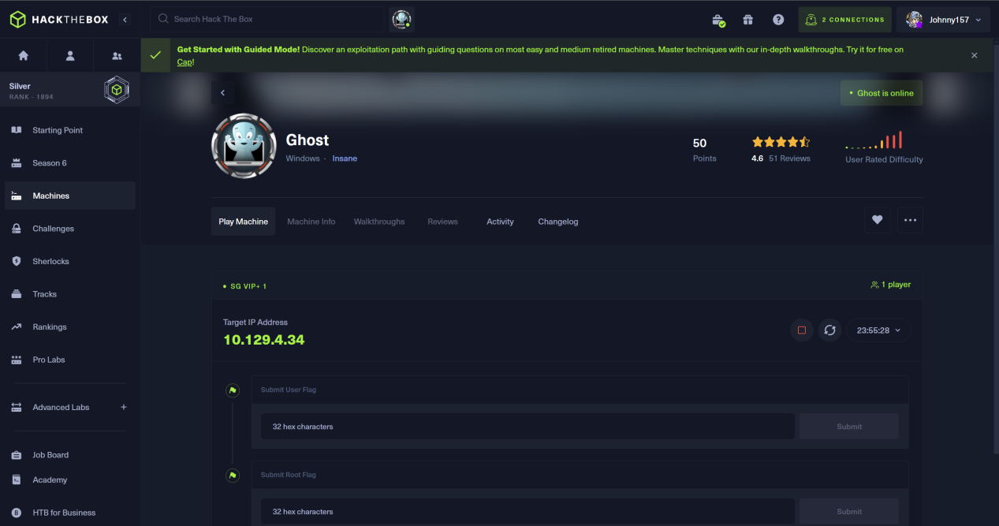 HACKTHEBOX
Search Hack The Box
2 CONNECTIONS
Johnny157
Get Started with Guided Mode! Discover an exploitation path with guiding questions on most easy and medium retired machines. Master techniques with our in-depth walkthroughs. Try it for free on
Cap!
Silver
RANK - 1894
Starting Point
Season 6
Machines
Challenges
Sherlocks
Tracks
Rankings
Pro Labs
Advanced Labs +
Job Board
Academy
HTB for Business
• Ghost is online
Ghost
Windows · Insane
50
Points
4.6 51 Reviews
User Rated Difficulty
Play Machine
Machine Info
Walkthroughs
Reviews
Activity
Changelog
• SG VIP+ 1
1 player
Target IP Address
10.129.4.34
23:55:28
Submit User Flag
32 hex characters
Submit
Submit Root Flag
32 hex characters
Submit